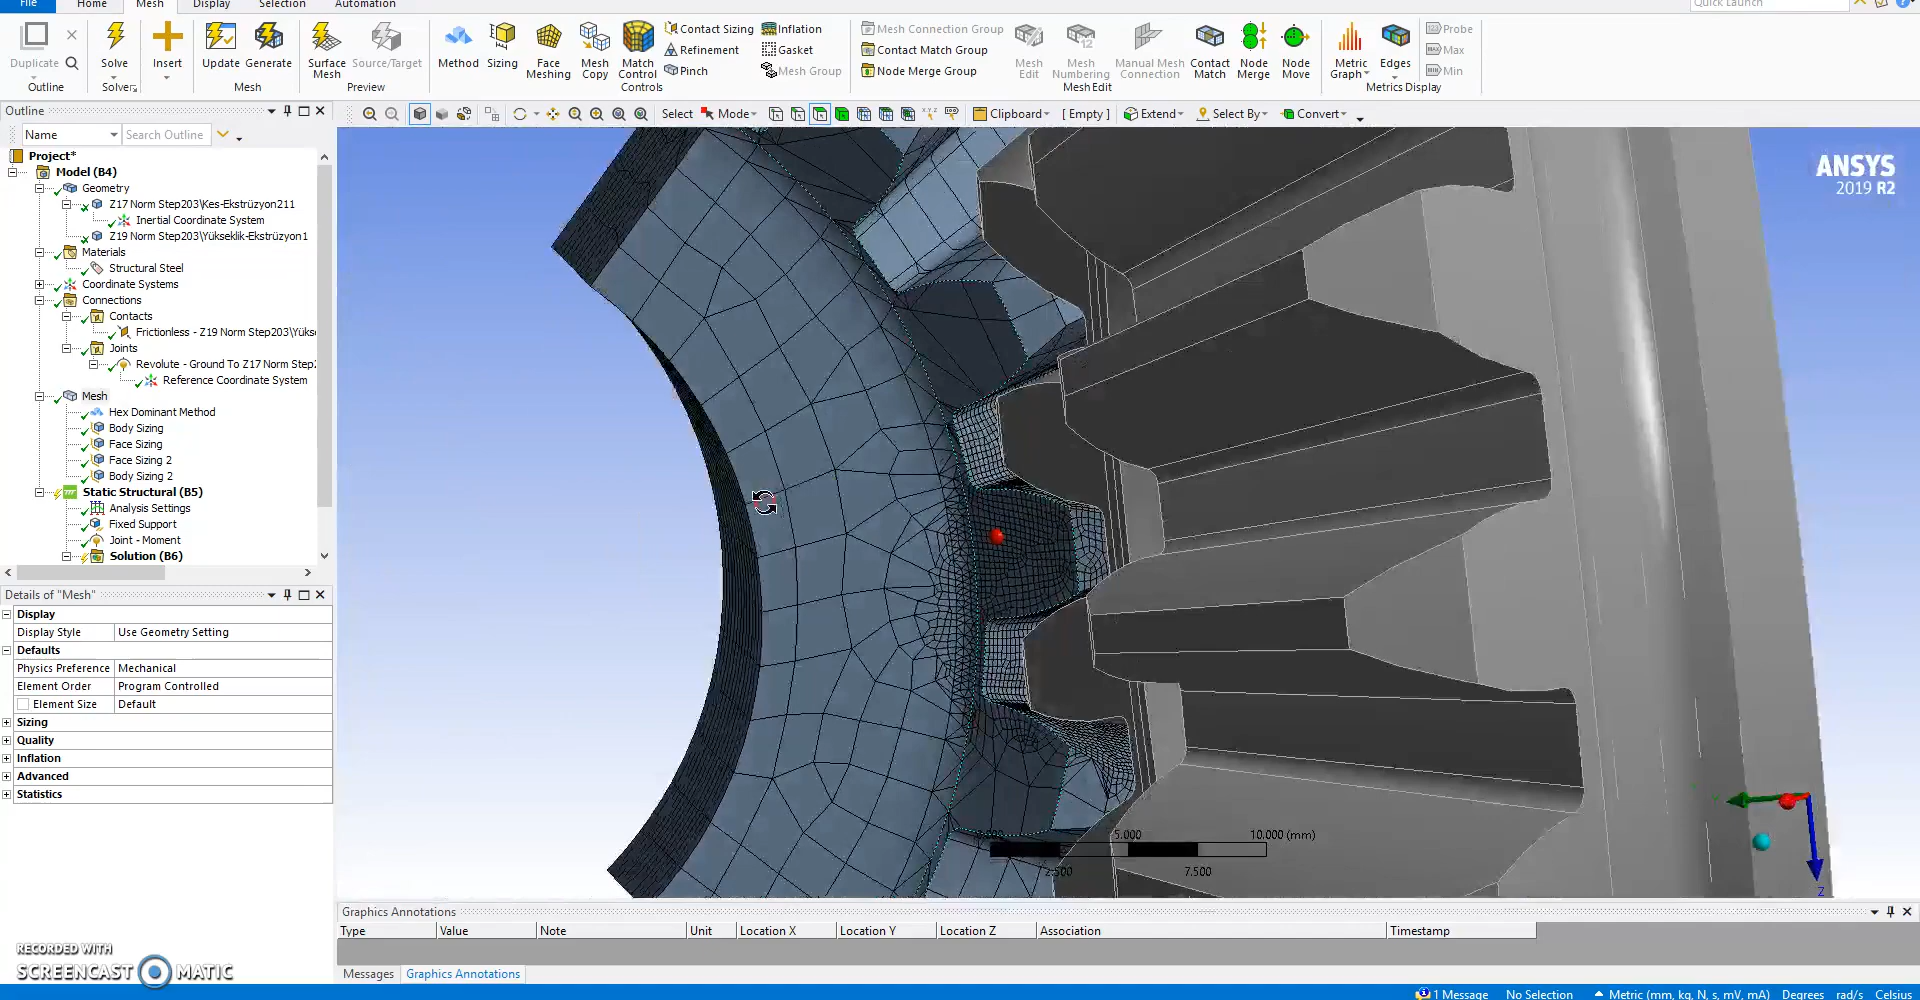 File Home Mesh Display Selection Automation Quick Launch
Duplicate Solve Insert Update Generate Surface Mesh Source/Target Method Sizing Face Meshing Mesh Copy Match Control
Contact Sizing Inflation
Refinement Gasket
Pinch Mesh Group
Mesh Connection Group
Contact Match Group
Node Merge Group
Mesh Edit Mesh Numbering Manual Mesh Connection Contact Match Node Merge Node Move Metric Graph Edges
Probe
Max
Min
Outline Solver Mesh Preview Controls Mesh Edit Metrics Display
Outline
Select Mode Clipboard [ Empty ] Extend Select By Convert
Name Search Outline
Project*
Model (B4)
Geometry
Z17 Norm Step203\Kes-Ekstrüzyon211
Inertial Coordinate System
Z19 Norm Step203\Yükseklik-Ekstrüzyon1
Materials
Structural Steel
Coordinate Systems
Connections
Contacts
Frictionless - Z19 Norm Step203\Yükse
Joints
Revolute - Ground To Z17 Norm Step2
Reference Coordinate System
Mesh
Hex Dominant Method
Body Sizing
Face Sizing
Face Sizing 2
Body Sizing 2
Static Structural (B5)
Analysis Settings
Fixed Support
Joint - Moment
Solution (B6)
Details of "Mesh"
Display
Display Style Use Geometry Setting
Defaults
Physics Preference Mechanical
Element Order Program Controlled
Element Size Default
Sizing
Quality
Inflation
Advanced
Statistics
ANSYS
2019 R2
5.000 10.000 (mm)
2.500 7.500
Z
Graphics Annotations
Type Value Note Unit Location X Location Y Location Z Association Timestamp
Messages Graphics Annotations
RECORDED WITH
SCREENCAST MATIC
1 Message No Selection Metric (mm, kg, N, s, mV, mA) Degrees rad/s Celsius